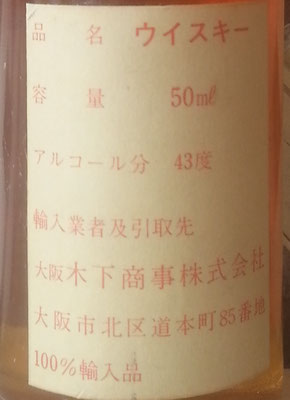 品名 ウイスキー
容量 50ml
アルコール分 43度
輸入業者及引取先
大阪木下商事株式会社
大阪市北区道本町85番地
100%輸入品